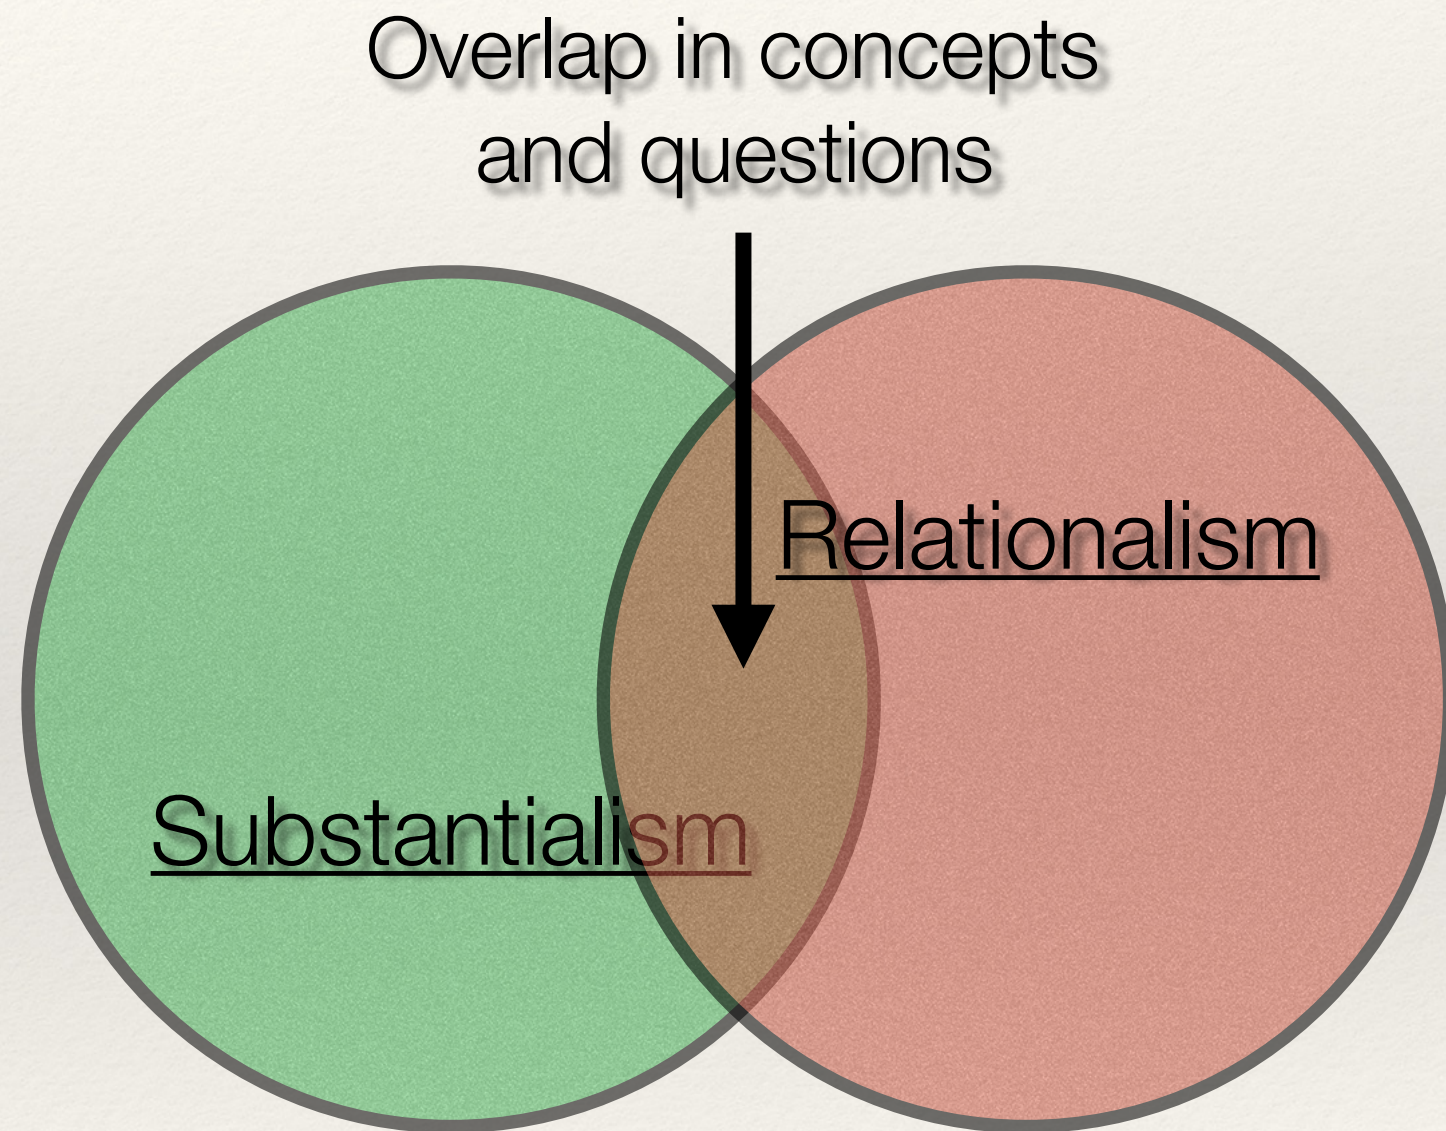 Overlap in concepts
and questions
Relationalism
Substantialism